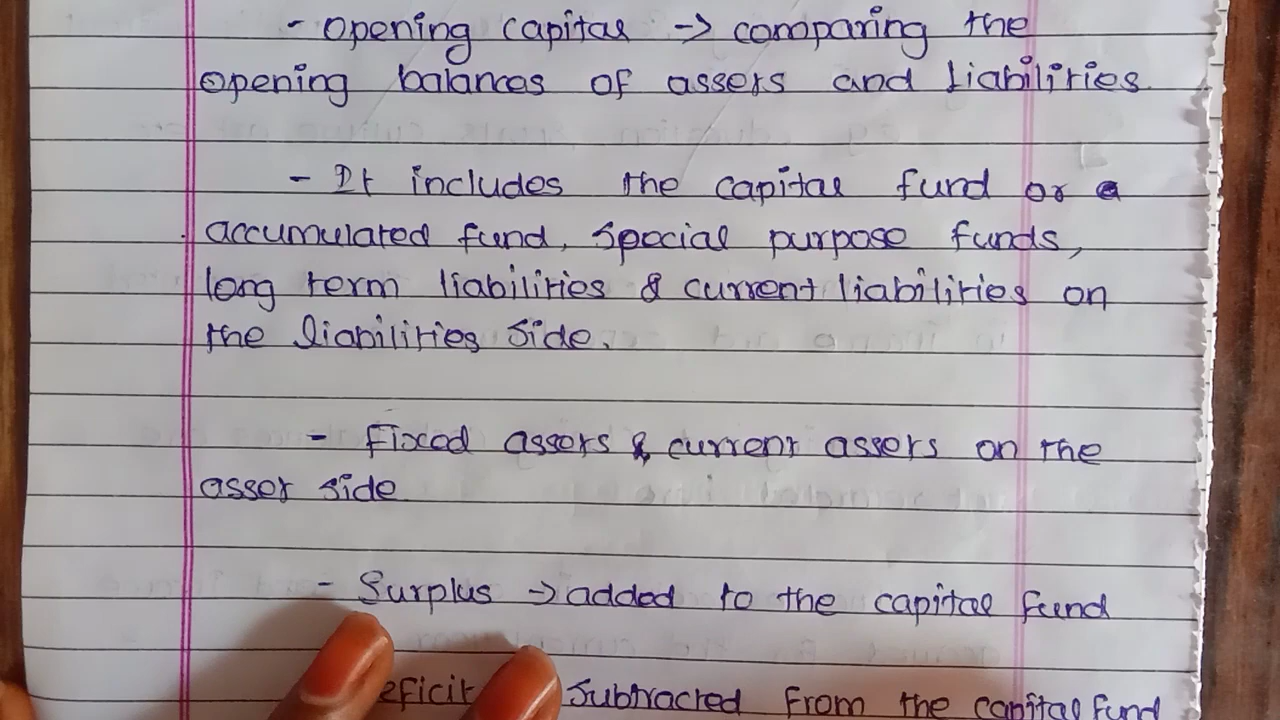 - Opening capital → comparing the
opening balances of assets and liabilities.
- It includes the capital fund or a
accumulated fund, special purpose funds,
long term liabilities & current liabilities on
the liabilities side.
- Fixed assets & current assets on the
asset side
- Surplus → added to the capital fund
eficit subtracted from the capital fund